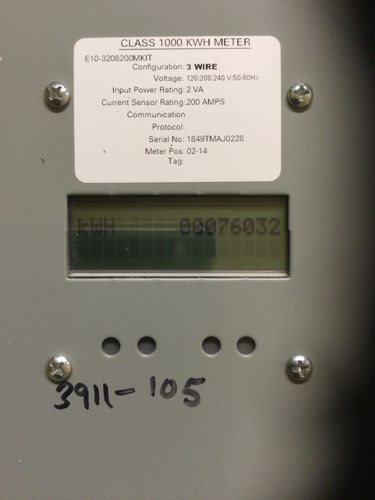 CLASS 1000 KWH METER
E10-3208200MKIT
Configuration: 3 WIRE
Voltage: 120.208.240 V.50-60Hz
Input Power Rating: 2 VA
Current Sensor Rating: 200 AMPS
Communication
Protocol:
Serial No: 1849TMAJ0228
Meter Pos: 02-14
Tag:
kWH 00076032
3911-105